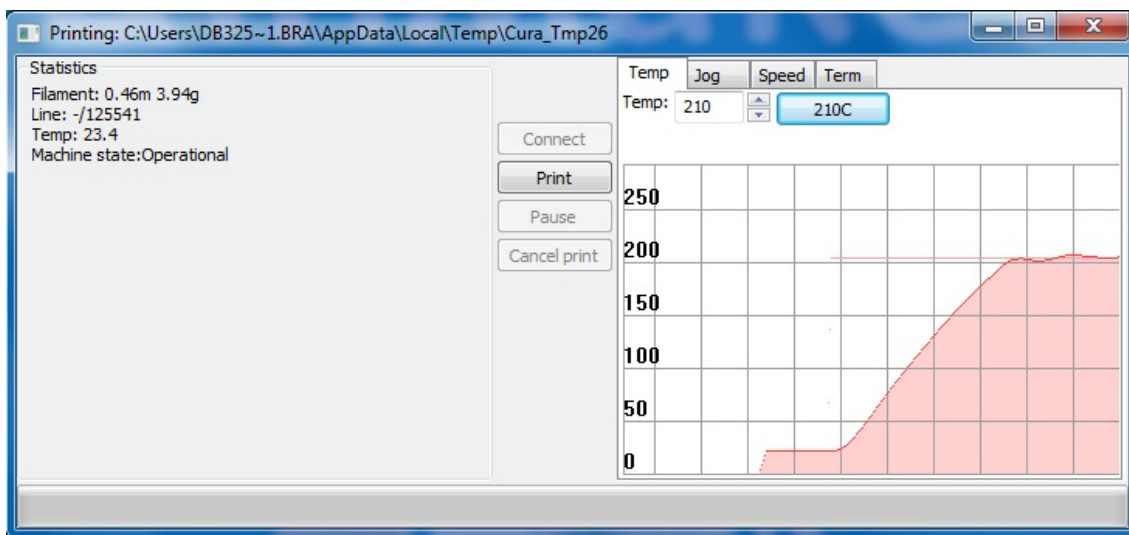 Printing: C:\Users\DB325~1.BRA\AppData\Local\Temp\Cura_Tmp26
Statistics
Filament: 0.46m 3.94g
Line: -/125541
Temp: 23.4
Machine state:Operational
Connect
Print
Pause
Cancel print
Temp Jog Speed Term
Temp: 210 210C
250
200
150
100
50
0